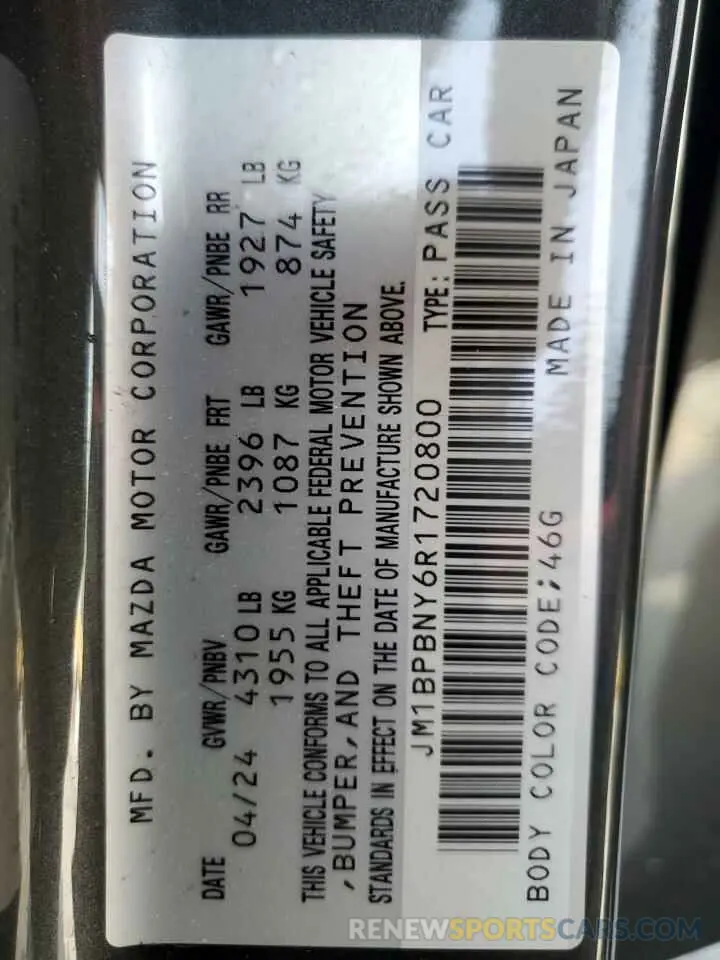 MFD. BY MAZDA MOTOR CORPORATION
DATE GVWR/PNBV GAWR/PNBE FRT GAWR/PNBE RR
04/24 4310 LB 2396 LB 1927 LB
1955 KG 1087 KG 874 KG
THIS VEHICLE CONFORMS TO ALL APPLICABLE FEDERAL MOTOR VEHICLE SAFETY
,BUMPER,AND THEFT PREVENTION
STANDARDS IN EFFECT ON THE DATE OF MANUFACTURE SHOWN ABOVE.
JM1BPBNY6R1720800 TYPE: PASS CAR
BODY COLOR CODE;46G MADE IN JAPAN
RENEWSPORTSCARS.COM